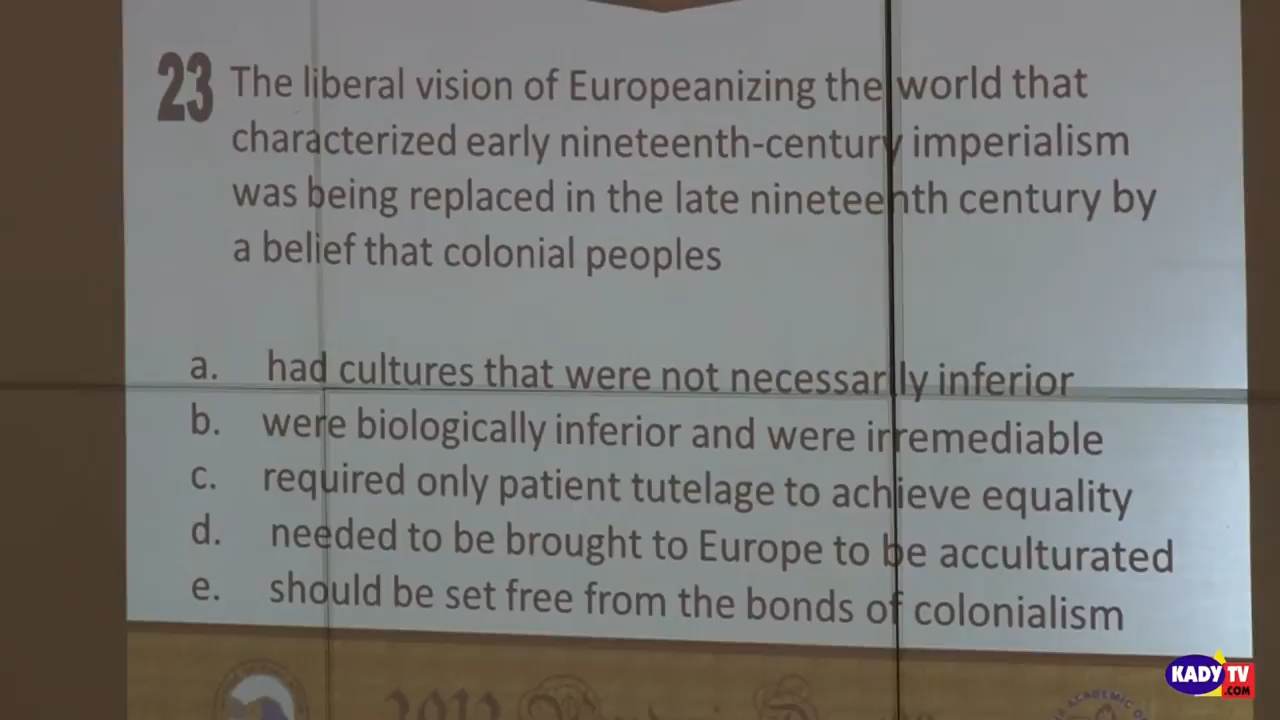 23 The liberal vision of Europeanizing the world that
characterized early nineteenth-century imperialism
was being replaced in the late nineteenth century by
a belief that colonial peoples
a. had cultures that were not necessarily inferior
b. were biologically inferior and were irremediable
c. required only patient tutelage to achieve equality
d. needed to be brought to Europe to be acculturated
e. should be set free from the bonds of colonialism
KADY TV
.COM
ACADEMIC